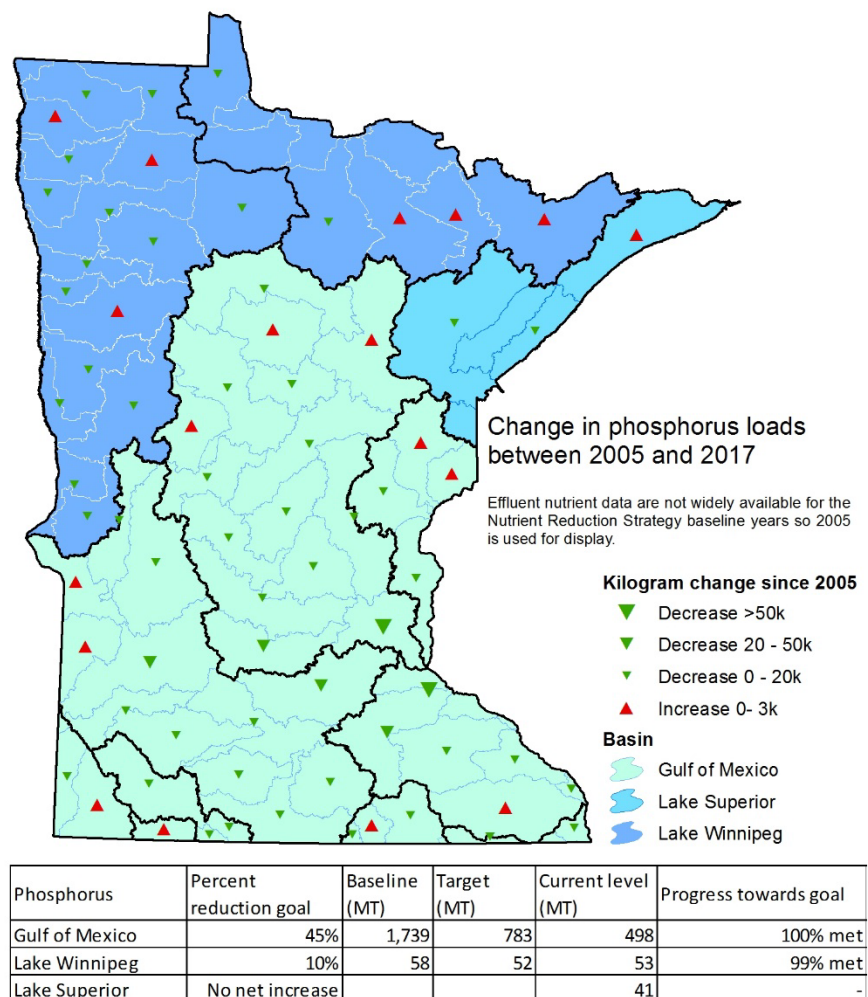 Change in phosphorus loads
between 2005 and 2017
Effluent nutrient data are not widely available for the
Nutrient Reduction Strategy baseline years so 2005
is used for display.
Kilogram change since 2005
Decrease >50k
Decrease 20 - 50k
Decrease 0 - 20k
Increase 0- 3k
Basin
Gulf of Mexico
Lake Superior
Lake Winnipeg
Phosphorus Percent reduction goal Baseline (MT) Target (MT) Current level (MT) Progress towards goal
Gulf of Mexico 45% 1,739 783 498 100% met
Lake Winnipeg 10% 58 52 53 99% met
Lake Superior No net increase 41 -